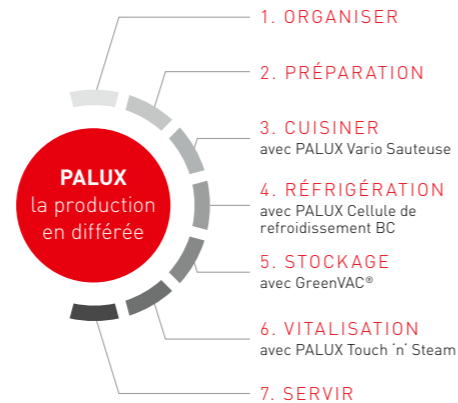 1. ORGANISER
2. PRÉPARATION
3. CUISINER
avec PALUX Vario Sauteuse
PALUX
la production
en différée
4. RÉFRIGÉRATION
avec PALUX Cellule de
refroidissement BC
5. STOCKAGE
avec GreenVAC®
6. VITALISATION
avec PALUX Touch ´n´ Steam
7. SERVIR